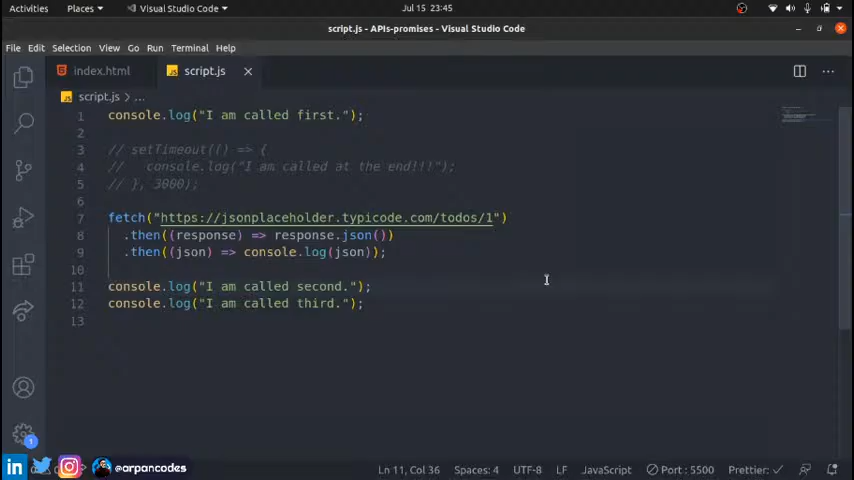 Activities Places Visual Studio Code Jul 15 23:45
script.js - APIs-promises - Visual Studio Code
File Edit Selection View Go Run Terminal Help
index.html script.js
script.js > ...
1 console.log("I am called first.");
2
3 // setTimeout(() => {
4 //   console.log("I am called at the end!!!");
5 // }, 3000);
6
7 fetch("https://jsonplaceholder.typicode.com/todos/1")
8   .then((response) => response.json())
9   .then((json) => console.log(json));
10
11 console.log("I am called second.");
12 console.log("I am called third.");
13
1
in @arpancodes Ln 11, Col 36 Spaces: 4 UTF-8 LF JavaScript Port : 5500 Prettier: ✓